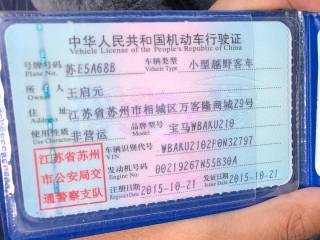 中华人民共和国机动车行驶证
Vehicle License of the People's Republic of China
号牌号码 苏E5A68B 车辆类型 小型越野客车
Plate No. Vehicle Type
所有人 王启元
Owner
住址 江苏省苏州市相城区万客隆商城Z9号
Address
使用性质 非营运 品牌型号 宝马WBAKU210
Use Character Model
江苏省苏州
市公安局交
通警察支队
车辆识别代号 WBAKU2102F0W32797
VIN
发动机号码 00219267N55B30A
Engine No.
注册日期 2015-10-21 发证日期 2015-10-21
Register Date Issue Date